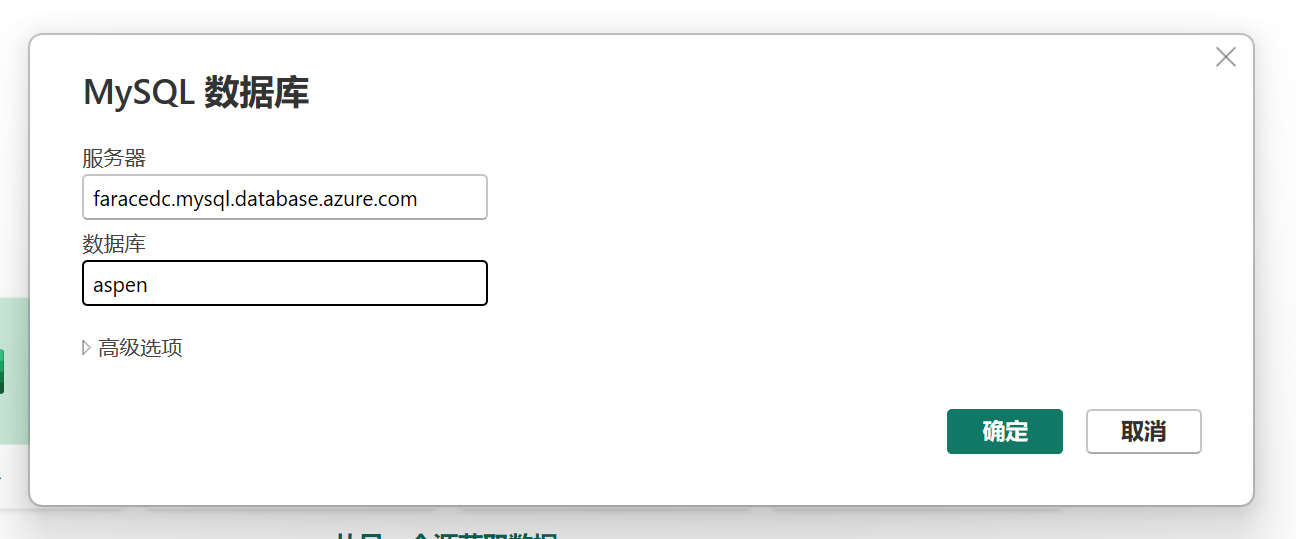 MySQL 数据库
服务器
faracedc.mysql.database.azure.com
数据库
aspen
高级选项
确定
取消